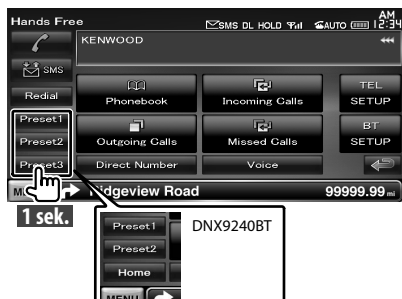 Hands Free
SMS DL HOLD AUTO AM 12:34
KENWOOD
SMS
Redial
Phonebook
Incoming Calls
TEL SETUP
Preset1
Preset2
Outgoing Calls
Missed Calls
BT SETUP
Preset3
Direct Number
Voice
Ridgeview Road
99999.99 mi
1 sek.
Preset1
Preset2
Home
MENU
DNX9240BT